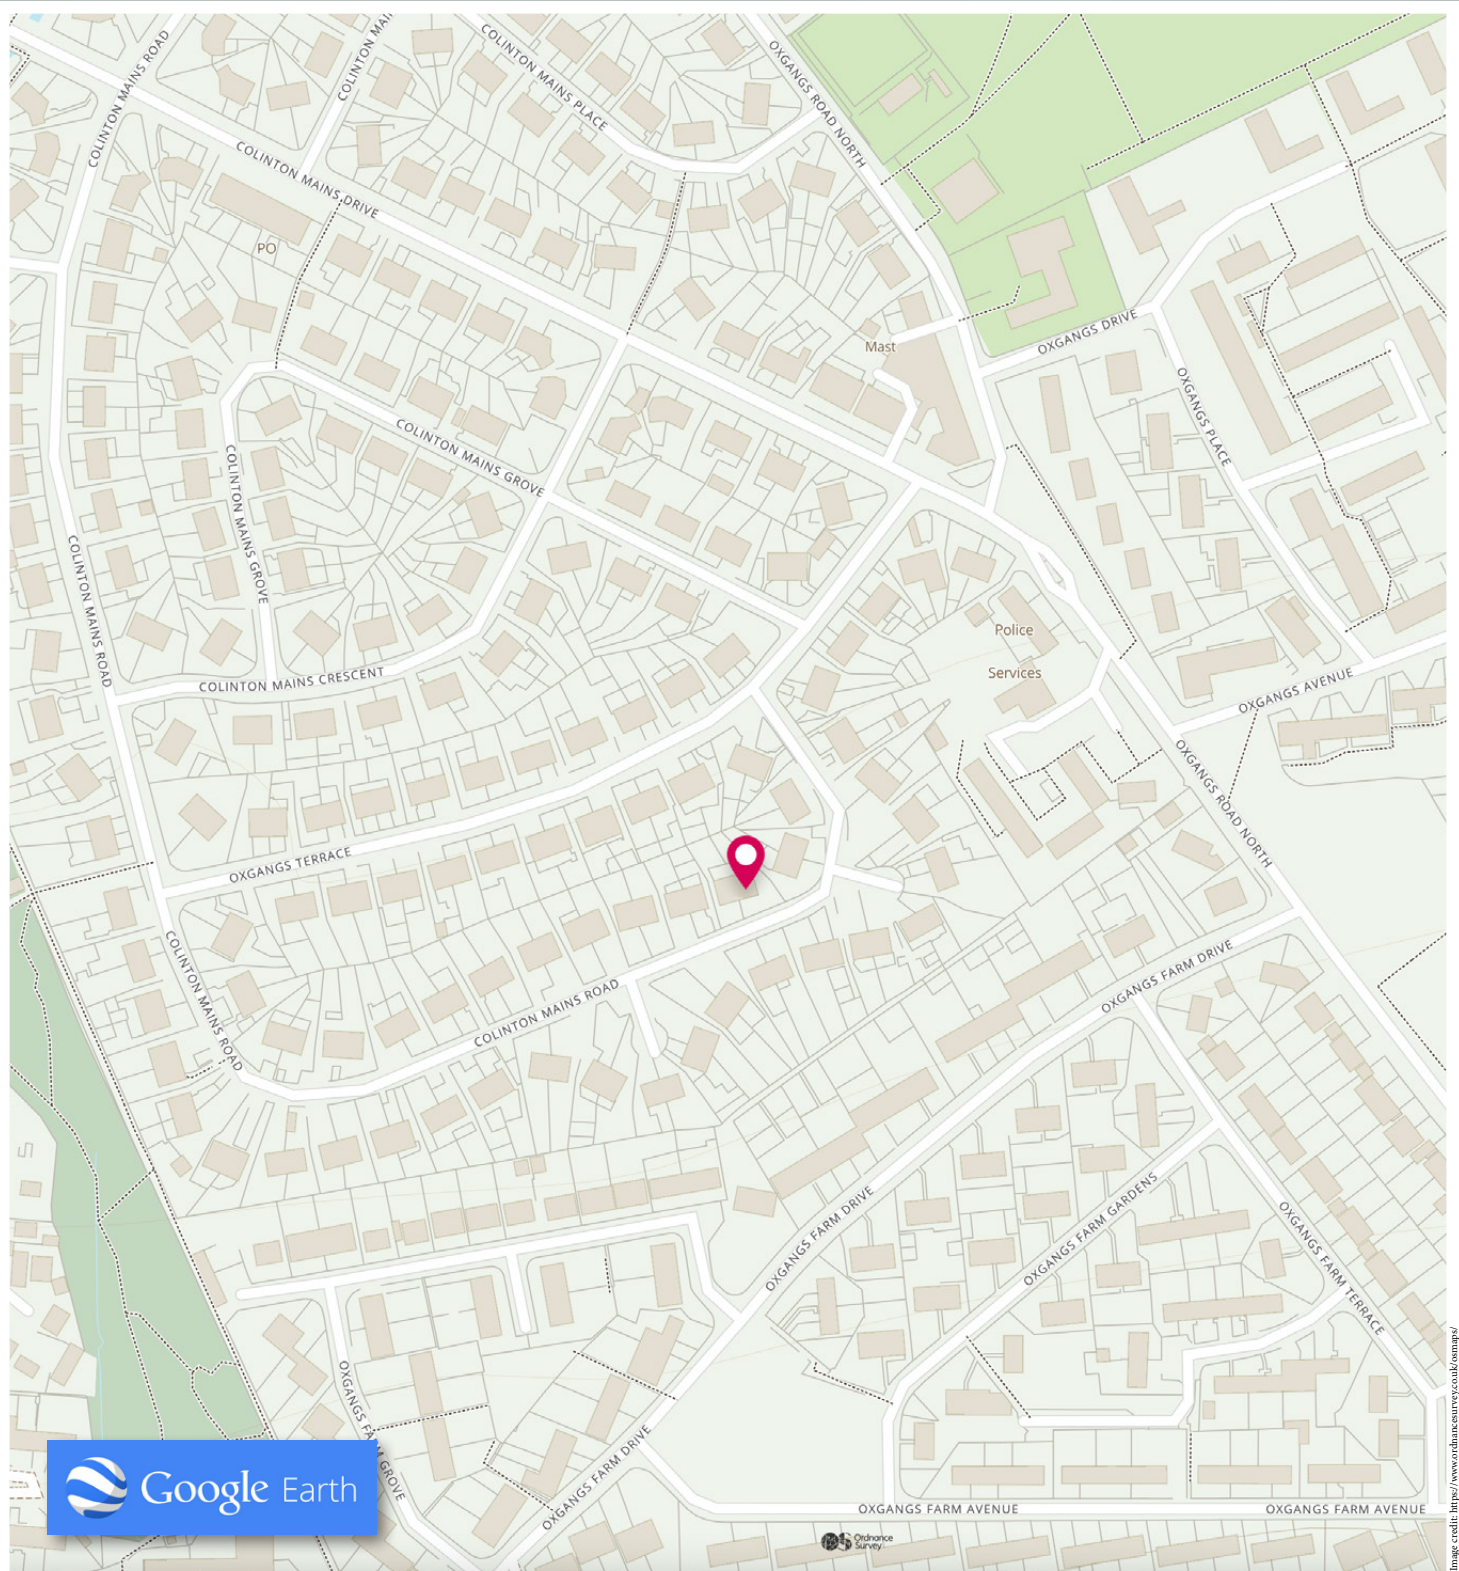 COLINTON MAINS ROAD
COLINTON MAI
COLINTON MAINS PLACE
OXGANGS ROAD NORTH
COLINTON MAINS DRIVE
PO
Mast
OXGANGS DRIVE
OXGANGS PLACE
COLINTON MAINS GROVE
COLINTON MAINS GROVE
COLINTON MAINS ROAD
Police
Services
COLINTON MAINS CRESCENT
OXGANGS AVENUE
OXGANGS ROAD NORTH
OXGANGS TERRACE
COLINTON MAINS ROAD
COLINTON MAINS ROAD
OXGANGS FARM DRIVE
OXGANGS FARM DRIVE
OXGANGS FARM GARDENS
OXGANGS FARM TERRACE
OXGANGS FARM GROVE
OXGANGS FARM DRIVE
Google Earth
OXGANGS FARM AVENUE
OXGANGS FARM AVENUE
Ordnance
Survey
Image credit: https://www.ordnancesurvey.co.uk/osmaps/